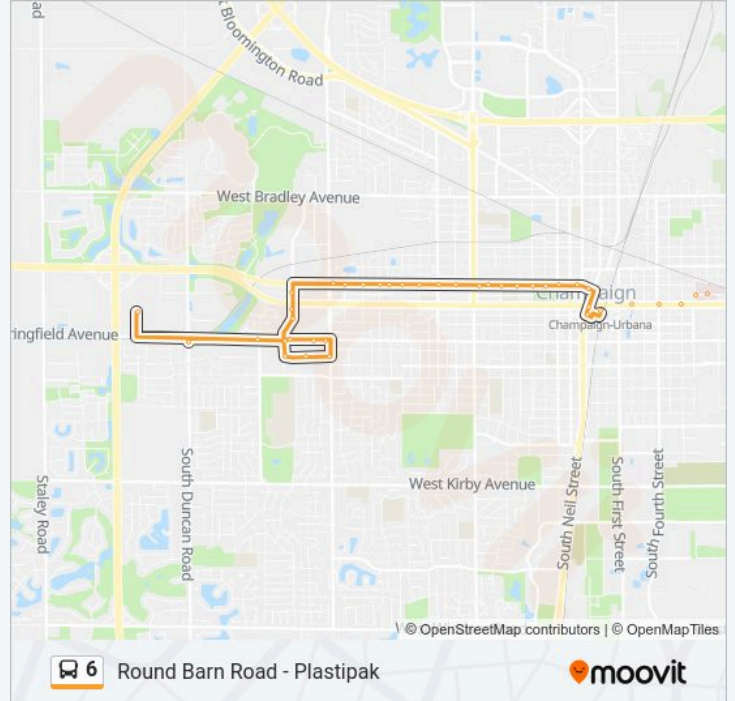 ad
t Bloomington Road
West Bradley Avenue
Champaign
Champaign-Urbana
ringfield Avenue
West Kirby Avenue
Staley Road
South Duncan Road
South Neil Street
South First Street
South Fourth Street
© OpenStreetMap contributors | © OpenMapTiles
6 Round Barn Road - Plastipak
moovit